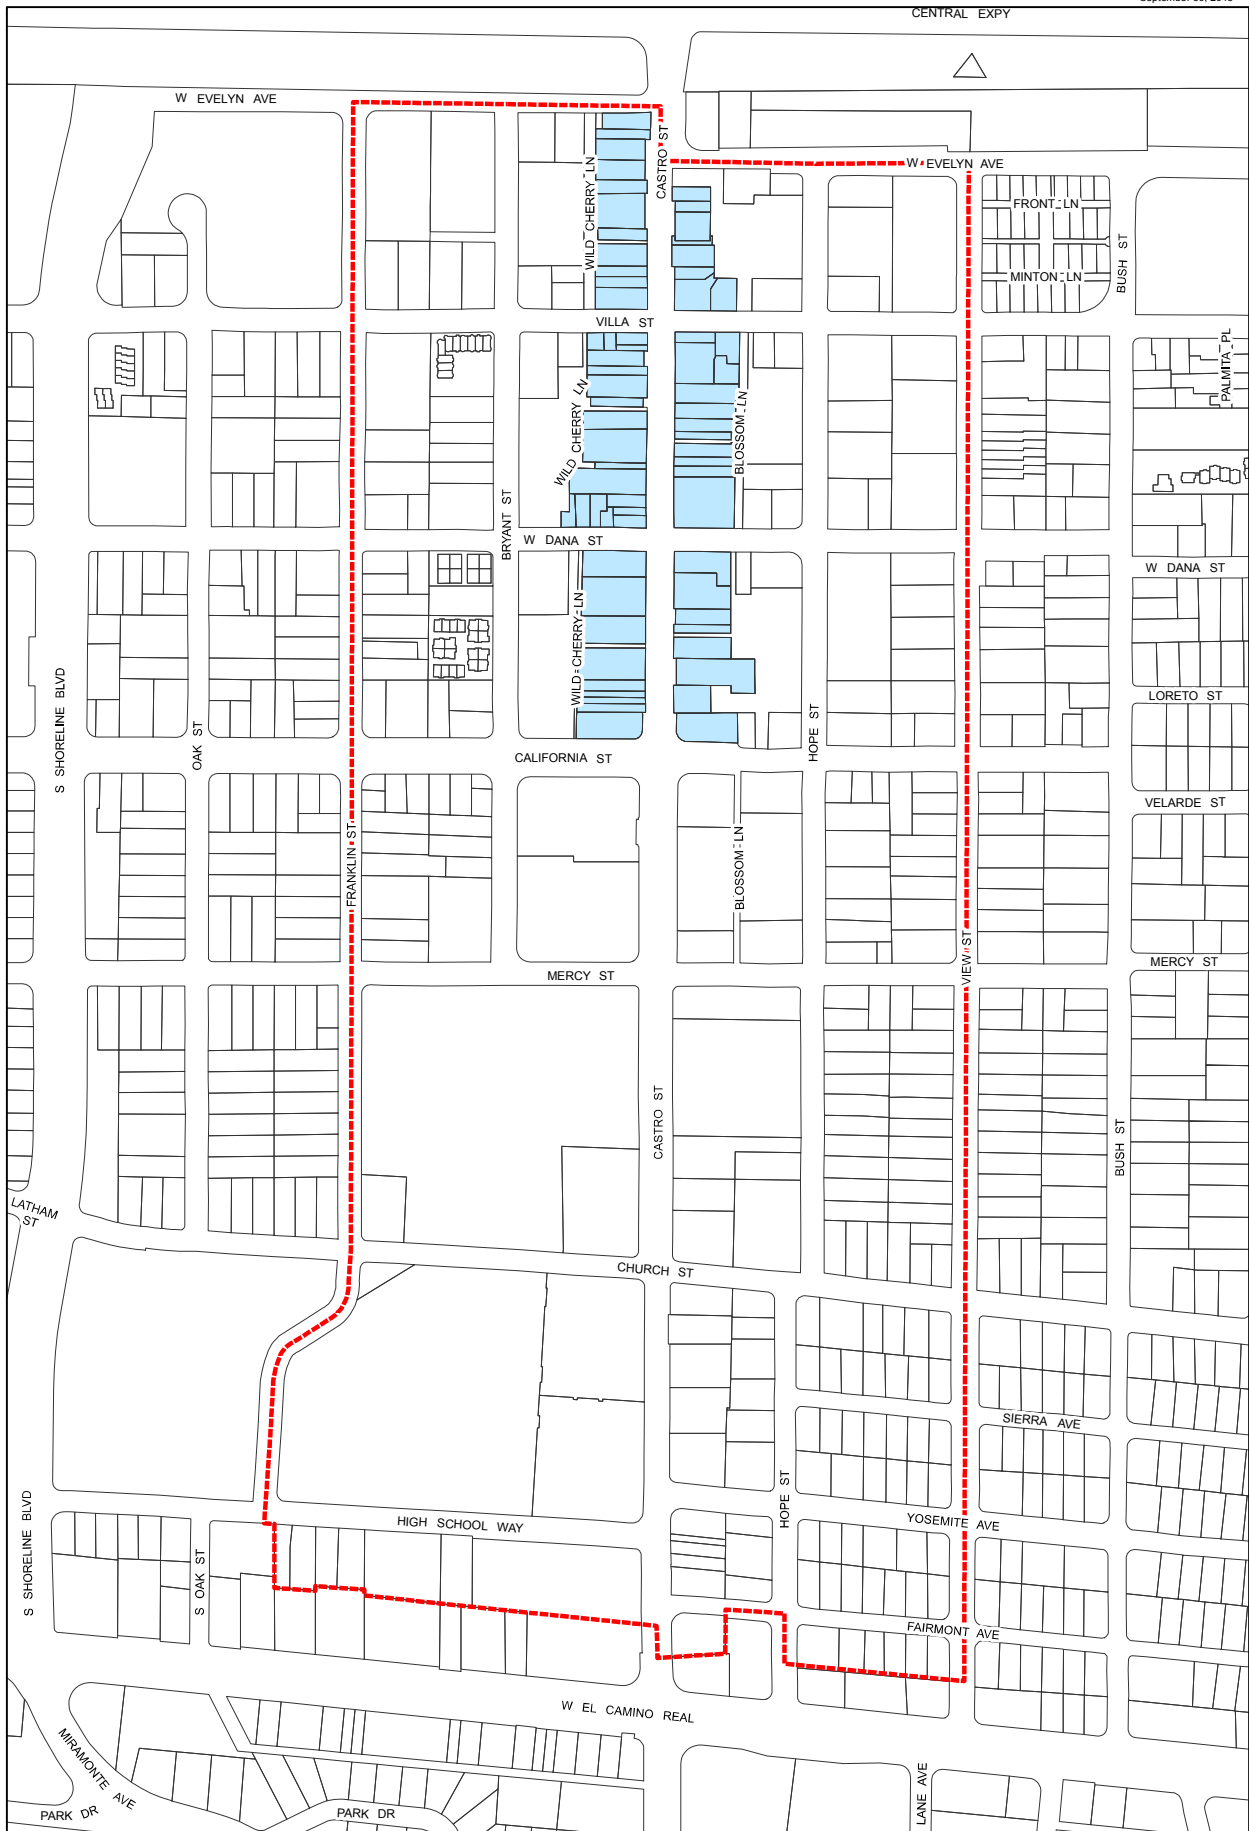 CENTRAL EXPY
W EVELYN AVE
CASTRO ST
W EVELYN AVE
WILD CHERRY LN
FRONT LN
MINTON LN
BUSH ST
VILLA ST
PALMITA PL
WILD CHERRY LN
BLOSSOM LN
BRYANT ST
W DANA ST
W DANA ST
WILD CHERRY LN
S SHORELINE BLVD
OAK ST
HOPE ST
LORETO ST
CALIFORNIA ST
VELARDE ST
FRANKLIN ST
BLOSSOM LN
VIEW ST
MERCY ST
MERCY ST
CASTRO ST
BUSH ST
LATHAM
ST
CHURCH ST
SIERRA AVE
HOPE ST
HIGH SCHOOL WAY
YOSEMITE AVE
S SHORELINE BLVD
S OAK ST
FAIRMONT AVE
W EL CAMINO REAL
MIRAMONTE AVE
LANE AVE
PARK DR
PARK DR